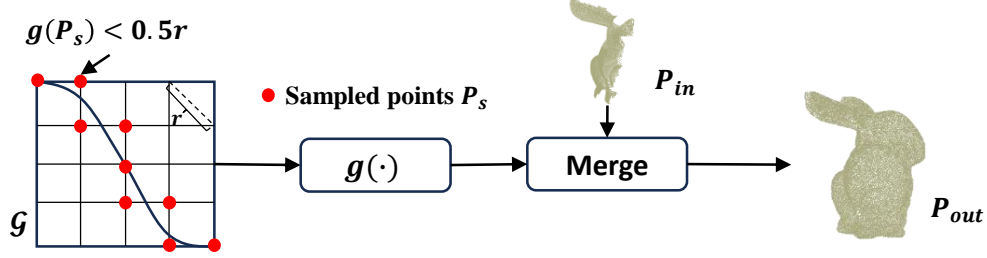 g(P_s) < 0.5r
r
G
Sampled points P_s
g(·)
P_in
Merge
P_out